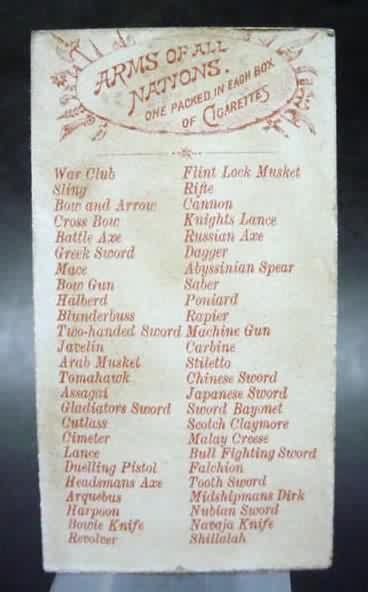 ARMS OF ALL
NATIONS.
ONE PACKED IN EACH BOX
OF CIGARETTES
War Club
Sling
Bow and Arrow
Cross Bow
Battle Axe
Greek Sword
Mace
Bow Gun
Halberd
Blunderbuss
Two-handed Sword
Javelin
Arab Musket
Tomahawk
Assagai
Gladiators Sword
Cutlass
Cimeter
Lance
Duelling Pistol
Headsmans Axe
Arquebus
Harpoon
Bowie Knife
Revolver
Flint Lock Musket
Rifle
Cannon
Knights Lance
Russian Axe
Dagger
Abyssinian Spear
Saber
Poniard
Rapier
Machine Gun
Carbine
Stiletto
Chinese Sword
Japanese Sword
Sword Bayonet
Scotch Claymore
Malay Creese
Bull Fighting Sword
Falchion
Tooth Sword
Midshipmans Dirk
Nubian Sword
Navaja Knife
Shillalah